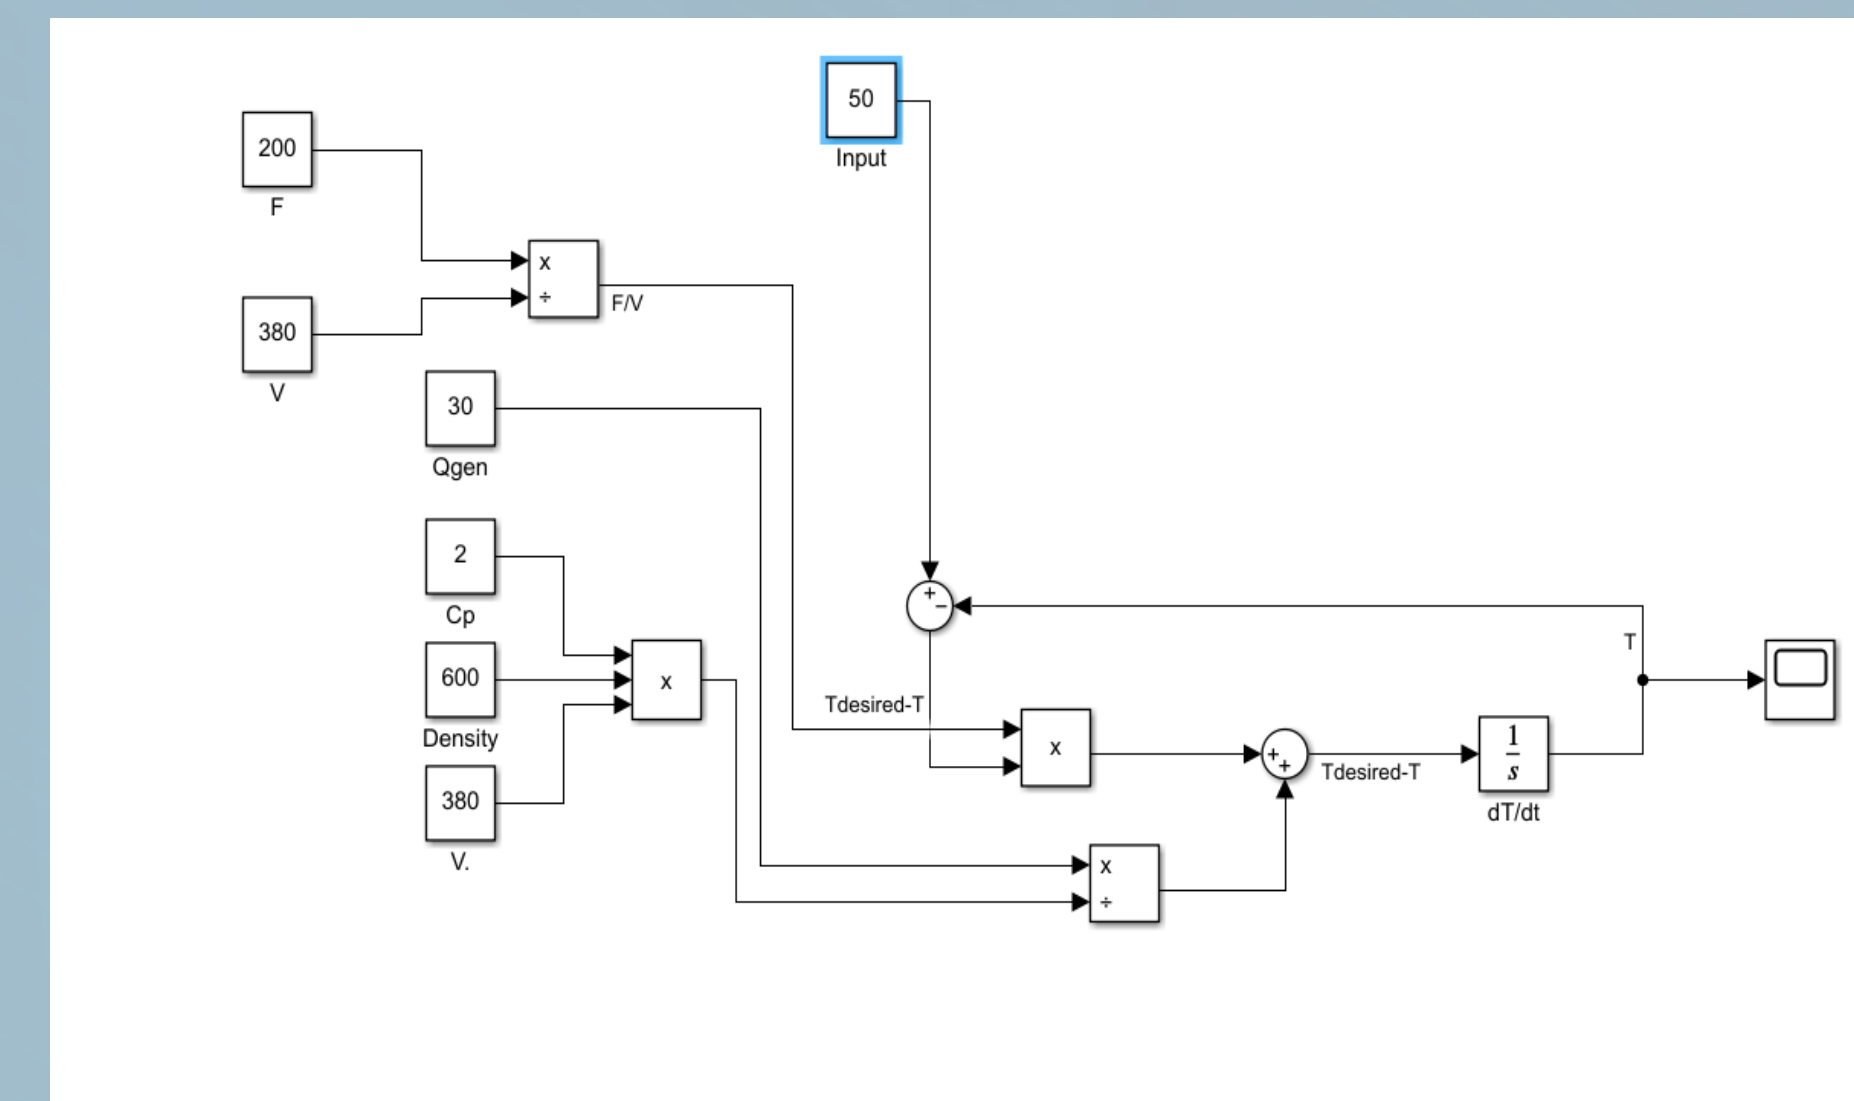 50
Input
200
F
x
÷
F/V
380
V
30
Qgen
2
Cp
600
Density
x
380
V.
+
−
Tdesired-T
T
x
+
+
Tdesired-T
1
s
dT/dt
x
÷